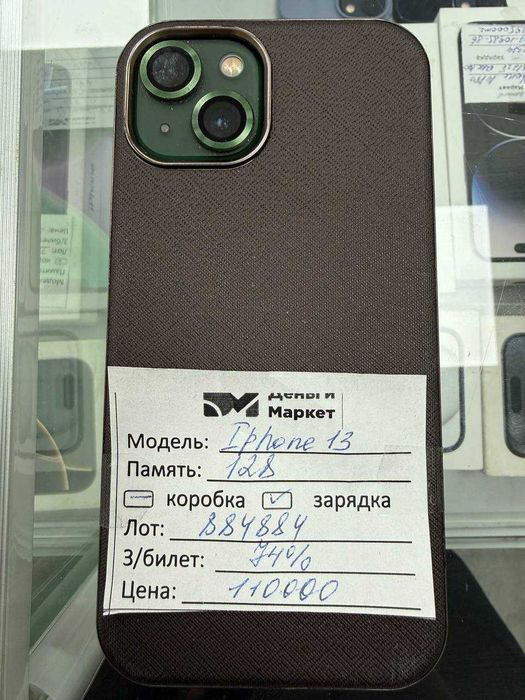 Деньги
Маркет
Модель: Iphone 13
Память: 128
коробка зарядка
Лот: 884884
З/билет: 74%
Цена: 110000